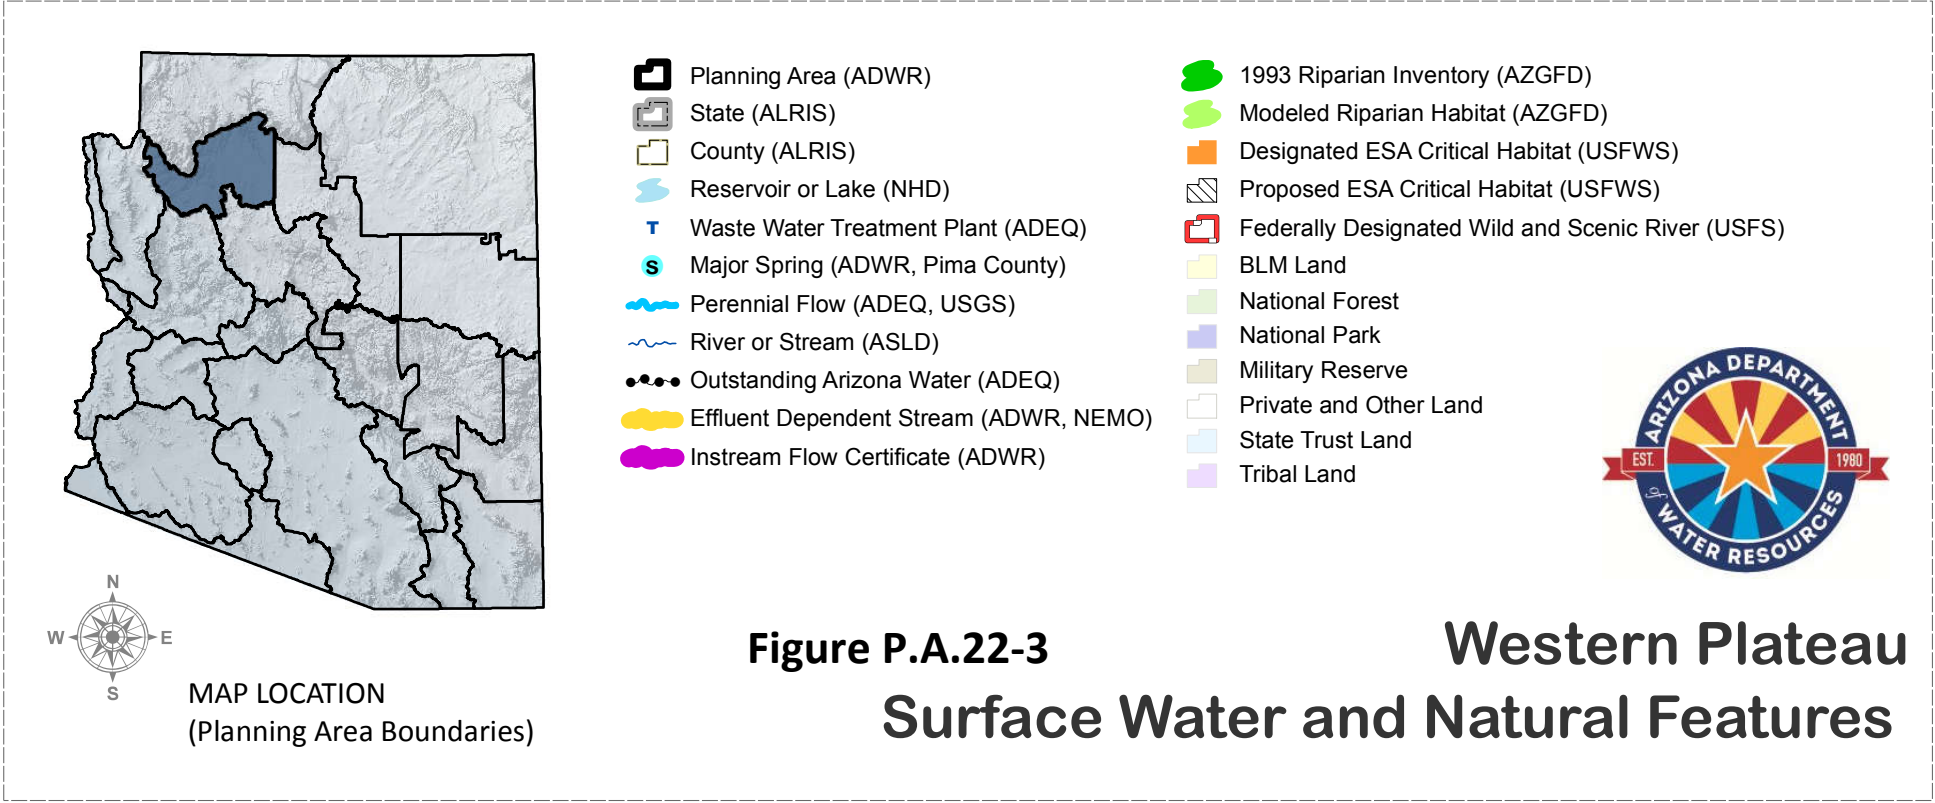 Planning Area (ADWR)
State (ALRIS)
County (ALRIS)
Reservoir or Lake (NHD)
T Waste Water Treatment Plant (ADEQ)
S Major Spring (ADWR, Pima County)
Perennial Flow (ADEQ, USGS)
River or Stream (ASLD)
Outstanding Arizona Water (ADEQ)
Effluent Dependent Stream (ADWR, NEMO)
Instream Flow Certificate (ADWR)
1993 Riparian Inventory (AZGFD)
Modeled Riparian Habitat (AZGFD)
Designated ESA Critical Habitat (USFWS)
Proposed ESA Critical Habitat (USFWS)
Federally Designated Wild and Scenic River (USFS)
BLM Land
National Forest
National Park
Military Reserve
Private and Other Land
State Trust Land
Tribal Land
ARIZONA DEPARTMENT
of WATER RESOURCES
EST. 1980
N
W E
S
MAP LOCATION
(Planning Area Boundaries)
Figure P.A.22-3
Western Plateau
Surface Water and Natural Features